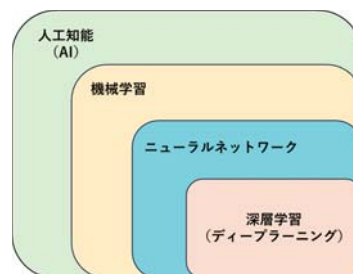 人工知能
（AI）
機械学習
ニューラルネットワーク
深層学習
（ディープラーニング）